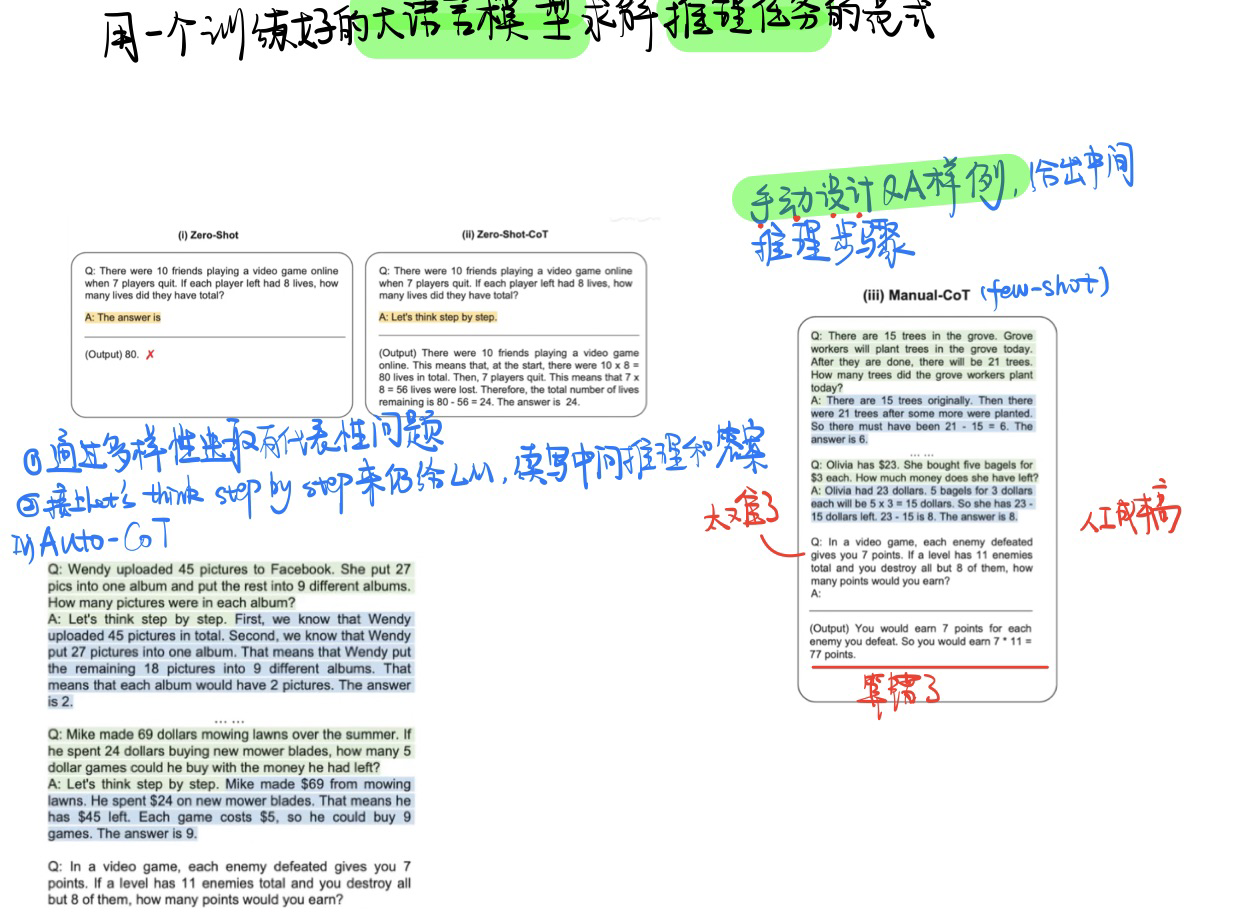 用一个训练好的大语言模型求解推理任务的范式
手动设计QA样例,给出中间
推理步骤
(i) Zero-Shot
Q: There were 10 friends playing a video game online
when 7 players quit. If each player left had 8 lives, how
many lives did they have total?
A: The answer is
(Output) 80. ✗
(ii) Zero-Shot-CoT
Q: There were 10 friends playing a video game online
when 7 players quit. If each player left had 8 lives, how
many lives did they have total?
A: Let's think step by step.
(Output) There were 10 friends playing a video game
online. This means that, at the start, there were 10 x 8 =
80 lives in total. Then, 7 players quit. This means that 7 x
8 = 56 lives were lost. Therefore, the total number of lives
remaining is 80 - 56 = 24. The answer is 24.
(iii) Manual-CoT (few-shot)
Q: There are 15 trees in the grove. Grove
workers will plant trees in the grove today.
After they are done, there will be 21 trees.
How many trees did the grove workers plant
today?
A: There are 15 trees originally. Then there
were 21 trees after some more were planted.
So there must have been 21 - 15 = 6. The
answer is 6.
... ...
Q: Olivia has $23. She bought five bagels for
$3 each. How much money does she have left?
A: Olivia had 23 dollars. 5 bagels for 3 dollars
each will be 5 x 3 = 15 dollars. So she has 23 -
15 dollars left. 23 - 15 is 8. The answer is 8.
Q: In a video game, each enemy defeated
gives you 7 points. If a level has 11 enemies
total and you destroy all but 8 of them, how
many points would you earn?
A:
(Output) You would earn 7 points for each
enemy you defeat. So you would earn 7 * 11 =
77 points.
算错了
太难了
人工成本高
①通过多样性选取有代表性问题
②接上Let's think step by step来仍给LM,续写中间推理和答案
IV) Auto-CoT
Q: Wendy uploaded 45 pictures to Facebook. She put 27
pics into one album and put the rest into 9 different albums.
How many pictures were in each album?
A: Let's think step by step. First, we know that Wendy
uploaded 45 pictures in total. Second, we know that Wendy
put 27 pictures into one album. That means that Wendy put
the remaining 18 pictures into 9 different albums. That
means that each album would have 2 pictures. The answer
is 2.
... ...
Q: Mike made 69 dollars mowing lawns over the summer. If
he spent 24 dollars buying new mower blades, how many 5
dollar games could he buy with the money he had left?
A: Let's think step by step. Mike made $69 from mowing
lawns. He spent $24 on new mower blades. That means he
has $45 left. Each game costs $5, so he could buy 9
games. The answer is 9.
Q: In a video game, each enemy defeated gives you 7
points. If a level has 11 enemies total and you destroy all
but 8 of them, how many points would you earn?